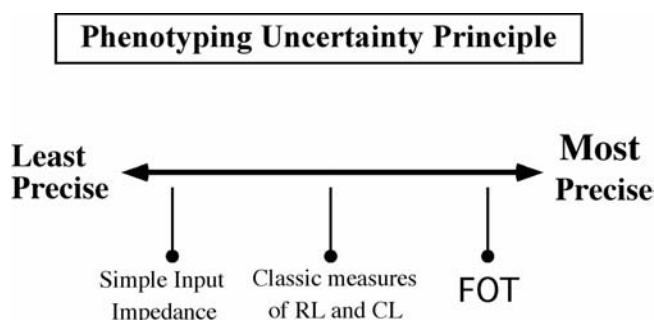 Phenotyping Uncertainty Principle
Least
Precise
Most
Precise
Simple Input
Impedance
Classic measures
of RL and CL
FOT